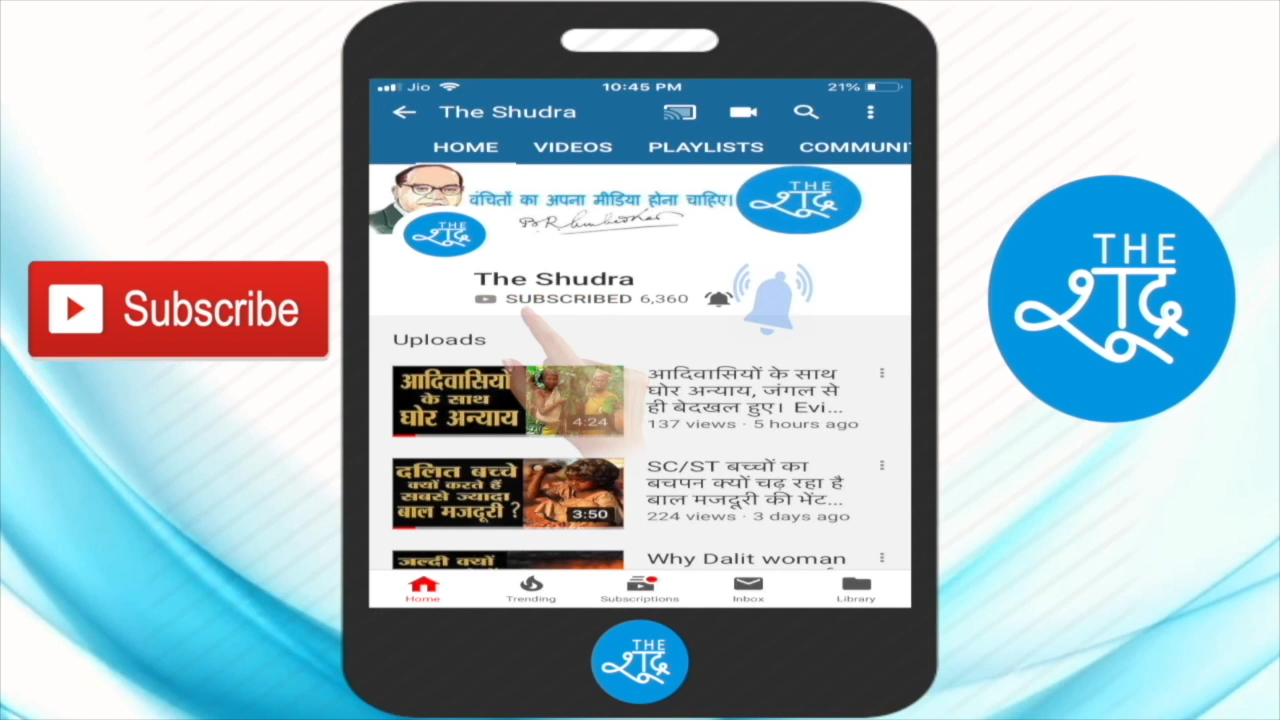 Jio
10:45 PM
21%
The Shudra
HOME
VIDEOS
PLAYLISTS
COMMUNI
वंचितों का अपना मीडिया होना चाहिए।
THE
शूद्र
THE
शूद्र
The Shudra
SUBSCRIBED 6,360
Uploads
आदिवासियों
के साथ
घोर अन्याय
4:24
आदिवासियों के साथ
घोर अन्याय, जंगल से
ही बेदखल हुए। Evi...
137 views · 5 hours ago
दलित बच्चे
क्यों करते हैं
सबसे ज्यादा
बाल मजदूरी ?
3:50
SC/ST बच्चों का
बचपन क्यों चढ़ रहा है
बाल मजदूरी की भेंट...
224 views · 3 days ago
जल्दी क्यों
Why Dalit woman
Home
Trending
Subscriptions
Inbox
Library
THE
शूद्र
Subscribe
THE
शूद्र